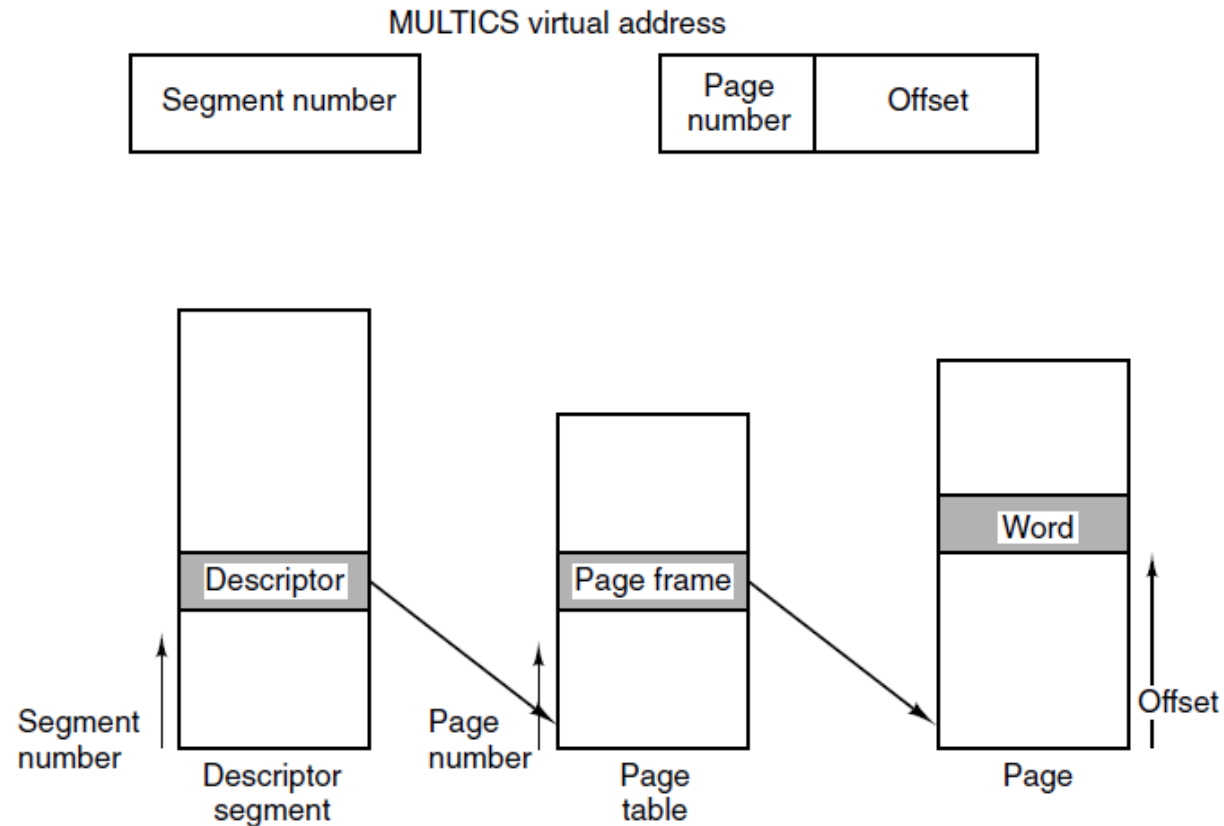 MULTICS virtual address
Segment number
Page
number
Offset
Descriptor
Page frame
Word
Segment
number
Page
number
Offset
Descriptor
segment
Page
table
Page